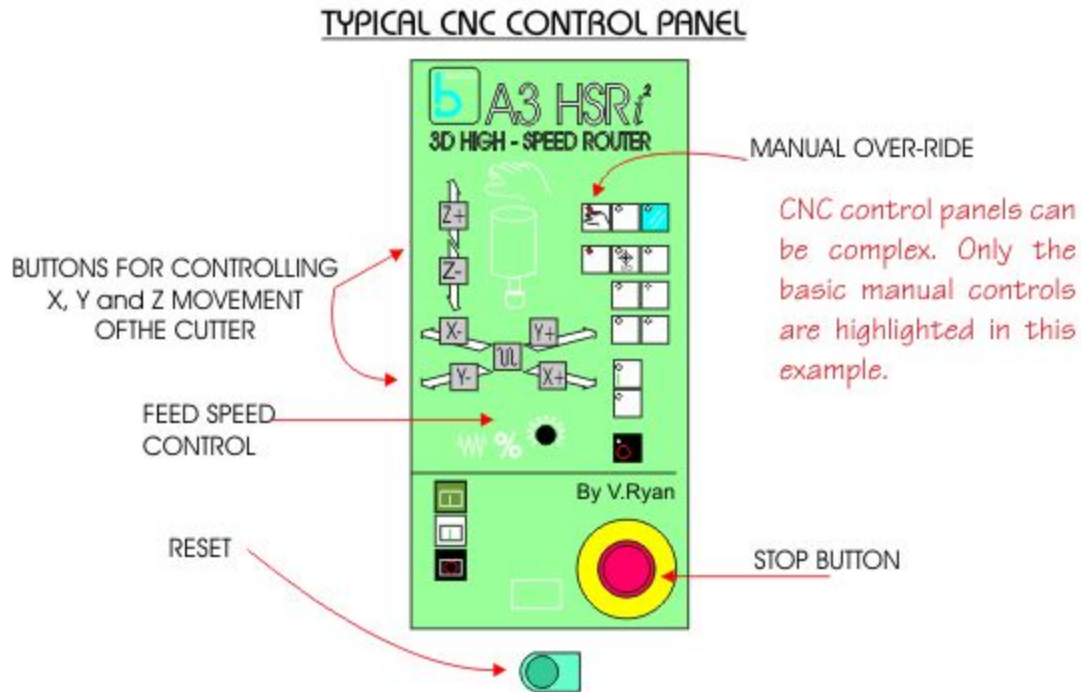 TYPICAL CNC CONTROL PANEL
b
A3 HSRi²
3D HIGH - SPEED ROUTER
MANUAL OVER-RIDE
CNC control panels can
be complex. Only the
basic manual controls
are highlighted in this
example.
Z+
Z-
BUTTONS FOR CONTROLLING
X, Y and Z MOVEMENT
OFTHE CUTTER
X-
Y+
Y-
X+
FEED SPEED
CONTROL
%
By V.Ryan
RESET
STOP BUTTON